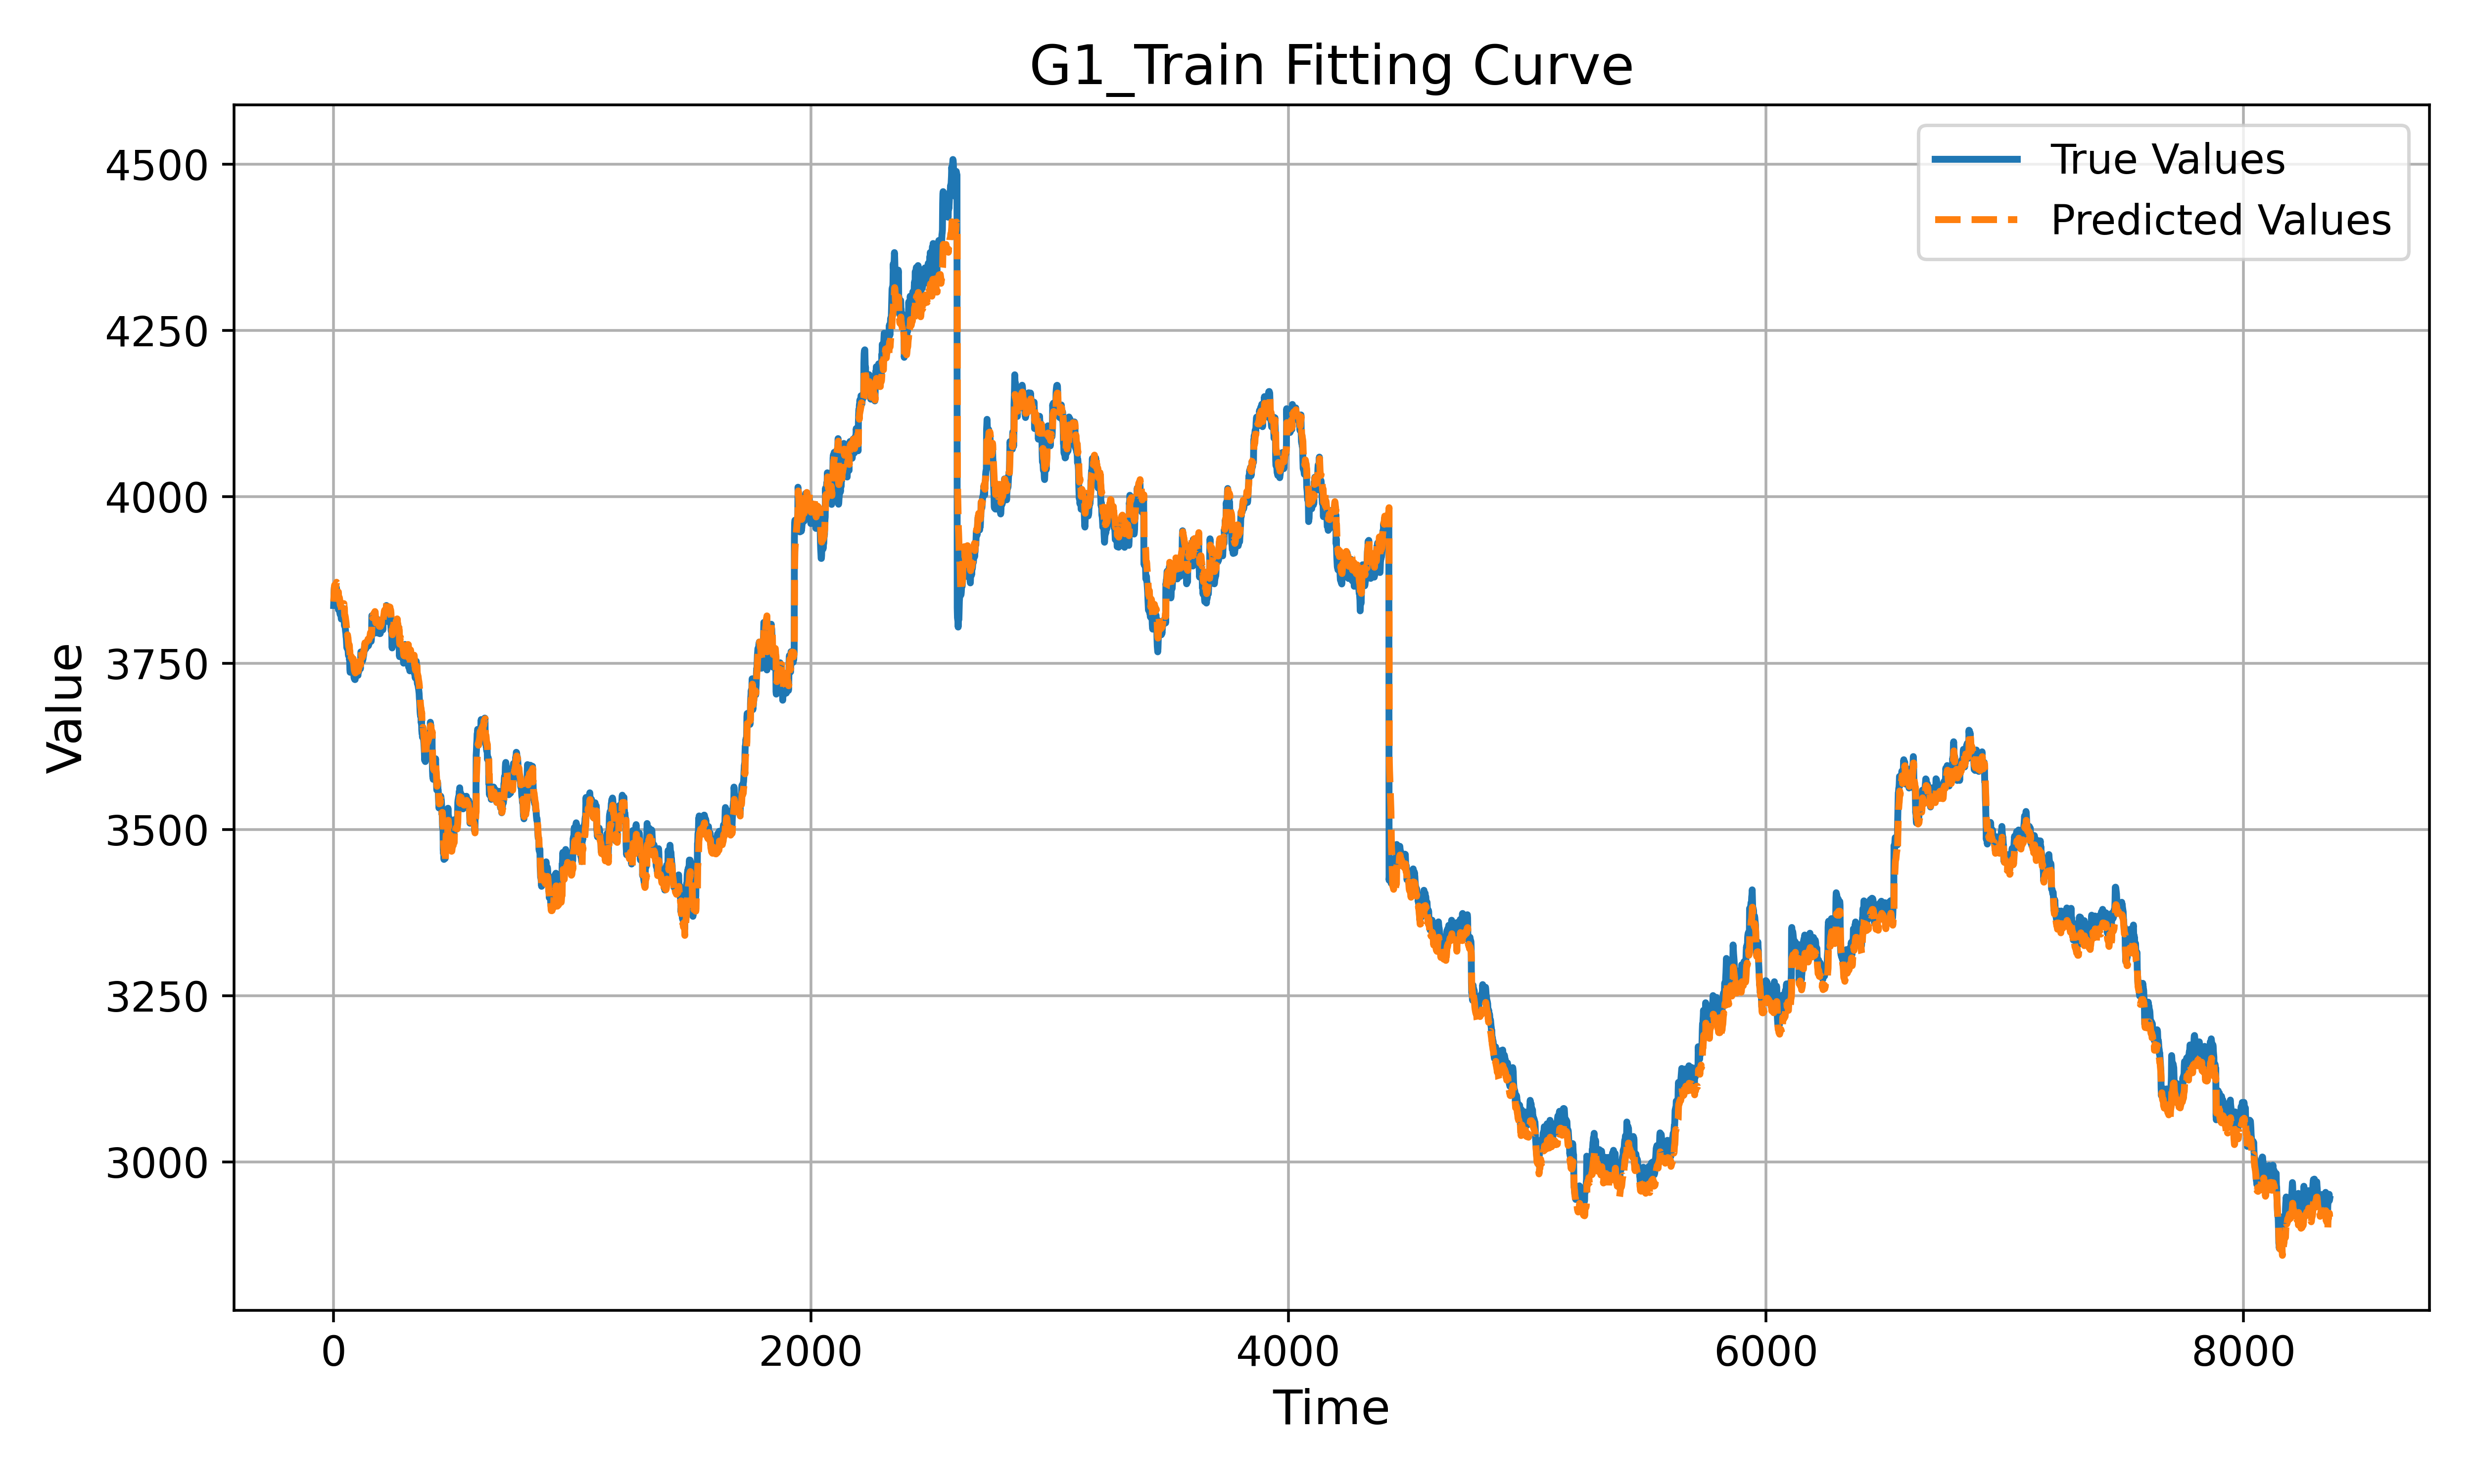 G1_Train Fitting Curve
True Values
Predicted Values
Value
4500
4250
4000
3750
3500
3250
3000
0
2000
4000
6000
8000
Time